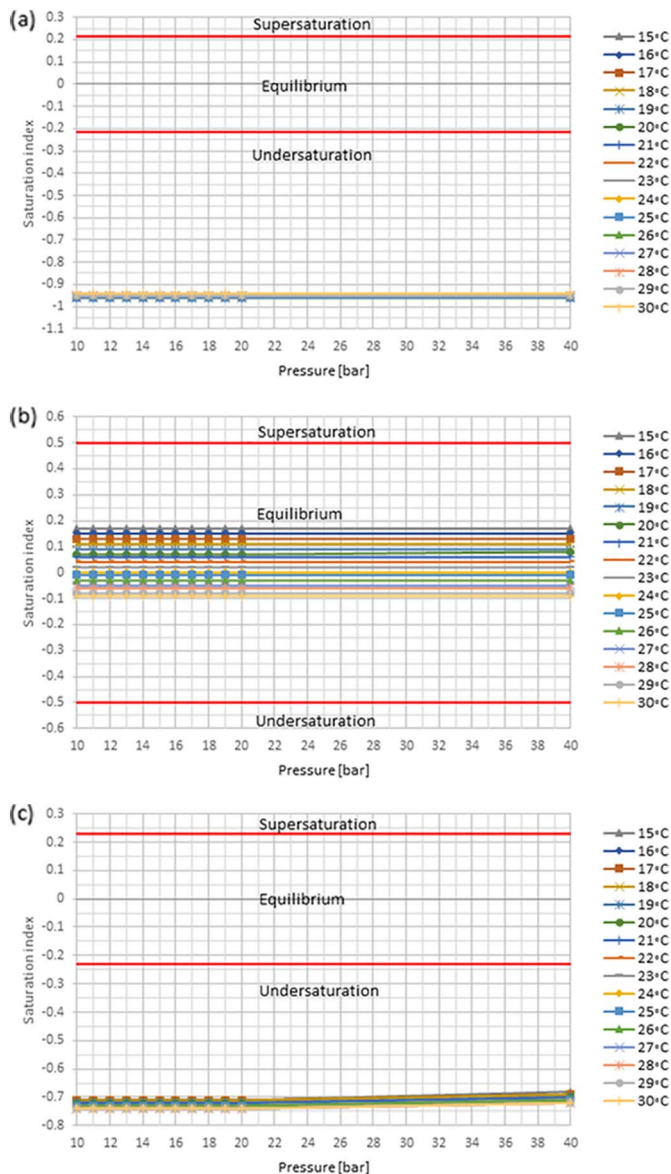 (a)
0.3
0.2
0.1
0
-0.1
-0.2
-0.3
-0.4
-0.5
-0.6
-0.7
-0.8
-0.9
-1
-1.1
Saturation index
Supersaturation
Equilibrium
Undersaturation
10 12 14 16 18 20 22 24 26 28 30 32 34 36 38 40
Pressure [bar]
15°C
16°C
17°C
18°C
19°C
20°C
21°C
22°C
23°C
24°C
25°C
26°C
27°C
28°C
29°C
30°C
(b)
0.6
0.5
0.4
0.3
0.2
0.1
0
-0.1
-0.2
-0.3
-0.4
-0.5
-0.6
Saturation index
Supersaturation
Equilibrium
Undersaturation
10 12 14 16 18 20 22 24 26 28 30 32 34 36 38 40
Pressure [bar]
15°C
16°C
17°C
18°C
19°C
20°C
21°C
22°C
23°C
24°C
25°C
26°C
27°C
28°C
29°C
30°C
(c)
0.3
0.2
0.1
0
-0.1
-0.2
-0.3
-0.4
-0.5
-0.6
-0.7
-0.8
Saturation index
Supersaturation
Equilibrium
Undersaturation
10 12 14 16 18 20 22 24 26 28 30 32 34 36 38 40
Pressure [bar]
15°C
16°C
17°C
18°C
19°C
20°C
21°C
22°C
23°C
24°C
25°C
26°C
27°C
28°C
29°C
30°C